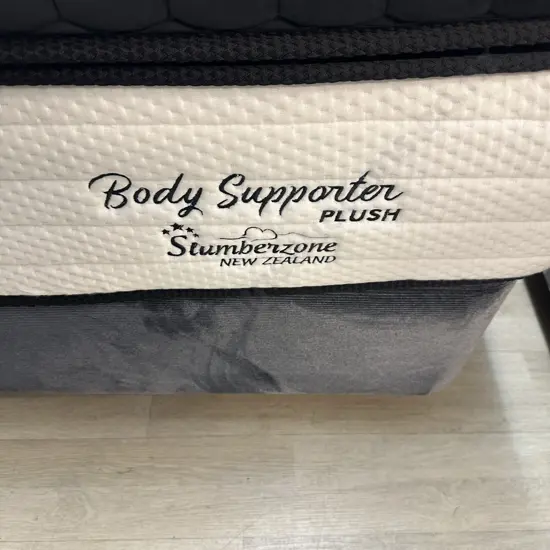 Body Supporter
PLUSH
Slumberzone
NEW ZEALAND